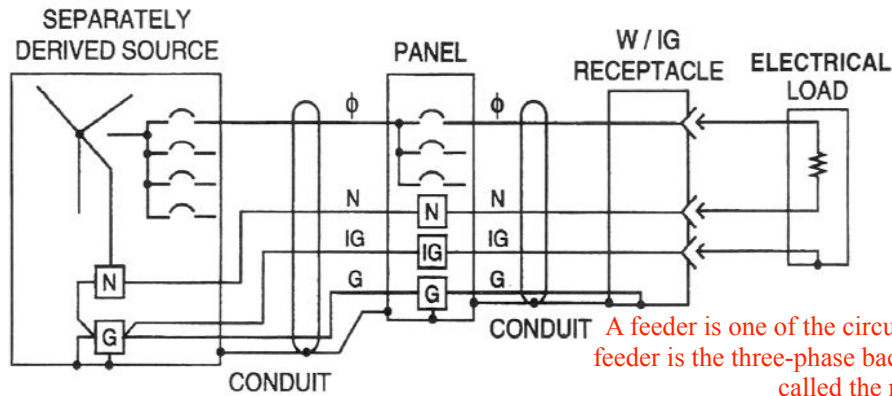 SEPARATELY
DERIVED SOURCE
PANEL
W / IG
RECEPTACLE
ELECTRICAL
LOAD
ϕ
ϕ
N
N
N
IG
IG
IG
G
G
G
N
G
CONDUIT
CONDUIT
A feeder is one of the circu
feeder is the three-phase bac
called the